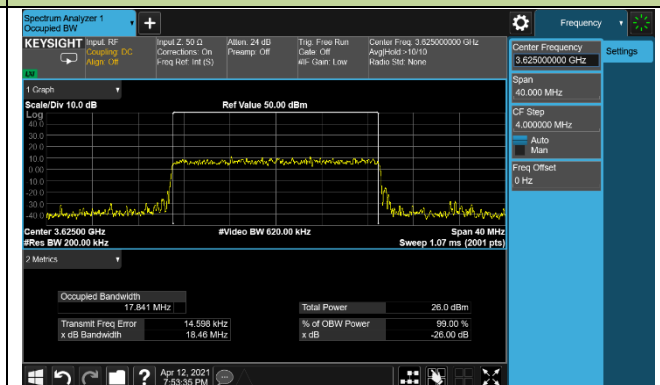 Spectrum Analyzer 1
Occupied BW
+
Frequency
KEYSIGHT
Input: RF
Coupling: DC
Align: Off
Input Z: 50 Ω
Corrections: On
Freq Ref: Int (S)
Atten: 24 dB
Preamp: Off
Trig: Free Run
Gate: Off
#IF Gain: Low
Center Freq: 3.625000000 GHz
Avg|Hold:>10/10
Radio Std: None
LXI
Center Frequency
3.625000000 GHz
Settings
Span
40.000 MHz
CF Step
4.000000 MHz
Auto
Man
Freq Offset
0 Hz
1 Graph
Scale/Div 10.0 dB
Ref Value 50.00 dBm
Log
40.0
30.0
20.0
10.0
0.00
-10.0
-20.0
-30.0
-40.0
Center 3.62500 GHz
#Video BW 620.00 kHz
Span 40 MHz
#Res BW 200.00 kHz
Sweep 1.07 ms (2001 pts)
2 Metrics
Occupied Bandwidth
17.841 MHz
Total Power
26.0 dBm
Transmit Freq Error
14.598 kHz
% of OBW Power
99.00 %
x dB Bandwidth
18.46 MHz
x dB
-26.00 dB
?
Apr 12, 2021
7:53:35 PM